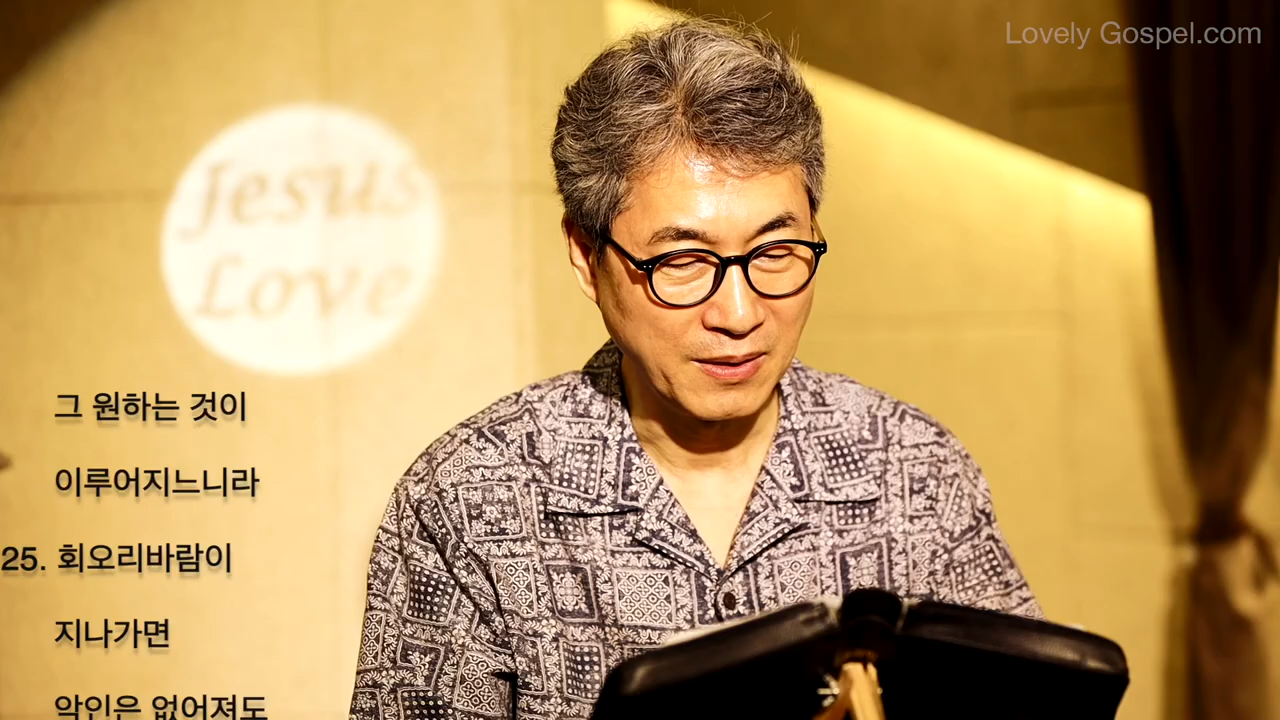 Lovely Gospel.com
Jesus
Love
그 원하는 것이
이루어지느니라
25. 회오리바람이
지나가면
악인은 없어져도